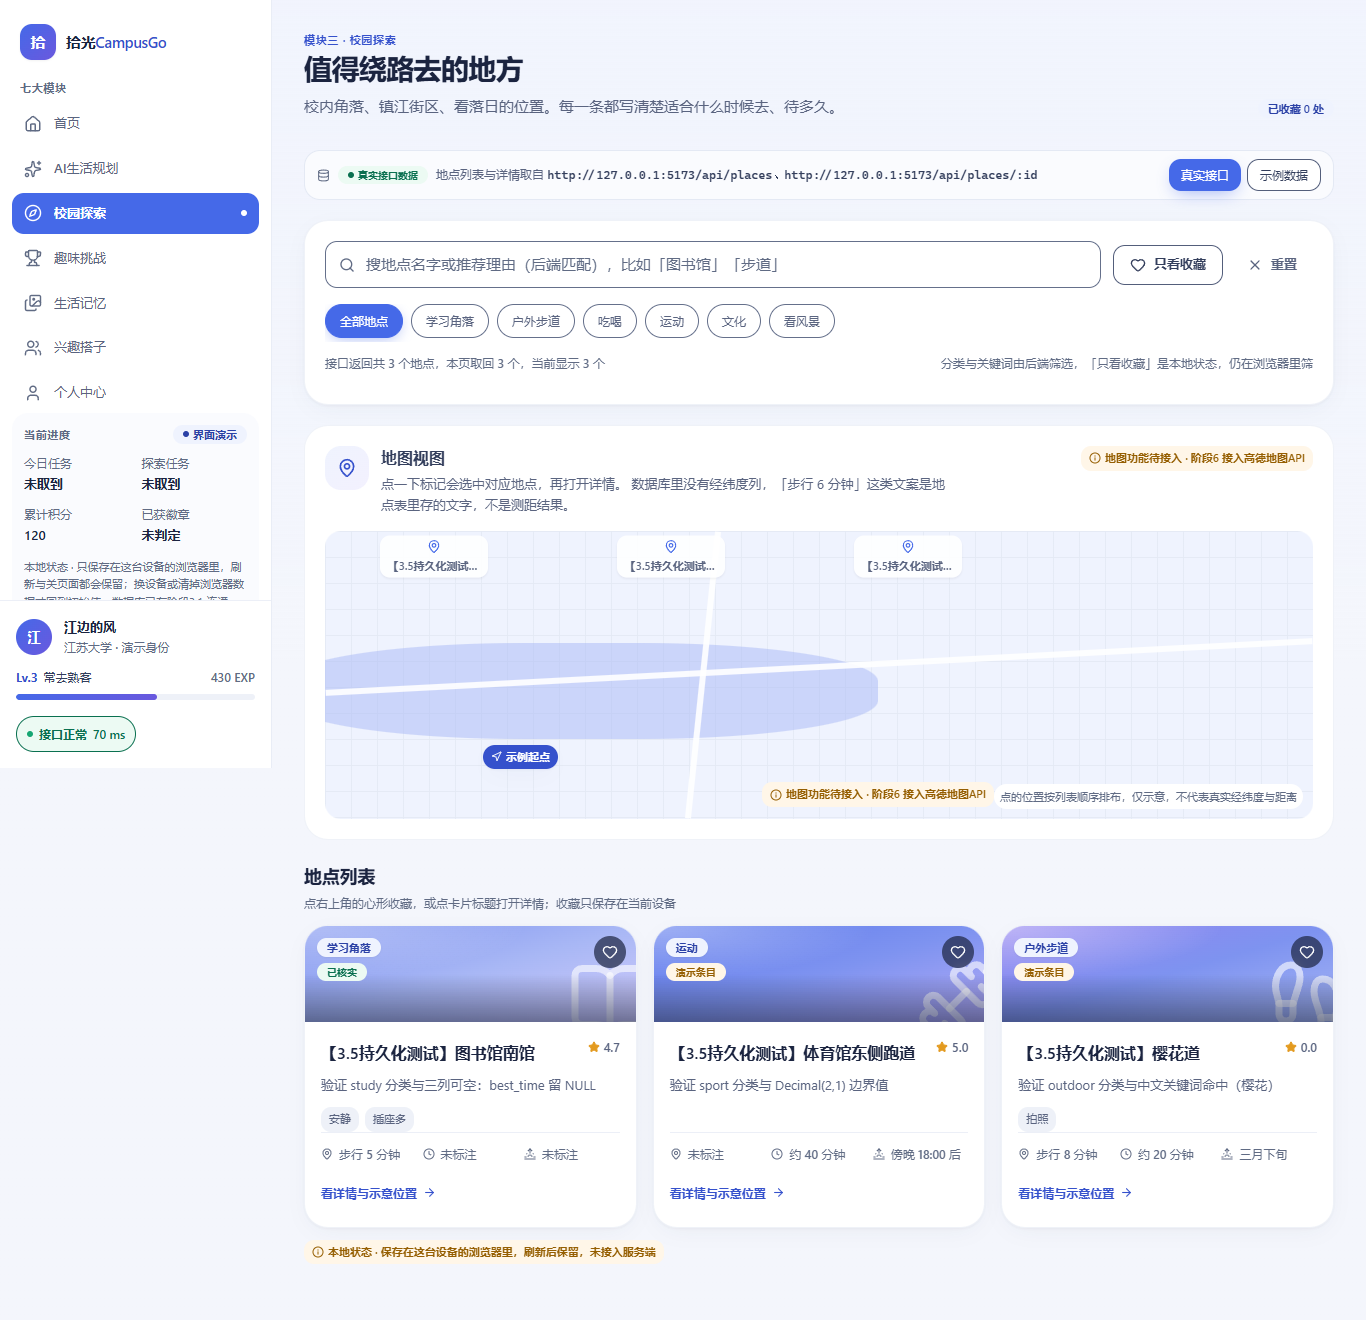 拾
拾光CampusGo
七大模块
首页
AI生活规划
校园探索
趣味挑战
生活记忆
兴趣搭子
个人中心
当前进度
界面演示
今日任务
探索任务
未取到
未取到
累计积分
已获徽章
120
未判定
本地状态 · 只保存在这台设备的浏览器里，刷
新与关页面都会保留；换设备或清掉浏览器数
江
江边的风
江苏大学 · 演示身份
Lv.3 常去熟客
430 EXP
接口正常 70 ms
模块三 · 校园探索
值得绕路去的地方
校内角落、镇江街区、看落日的位置。每一条都写清楚适合什么时候去、待多久。
已收藏 0 处
真实接口数据
地点列表与详情取自 http://127.0.0.1:5173/api/places、http://127.0.0.1:5173/api/places/:id
真实接口
示例数据
搜地点名字或推荐理由（后端匹配），比如「图书馆」「步道」
只看收藏
重置
全部地点
学习角落
户外步道
吃喝
运动
文化
看风景
接口返回共 3 个地点，本页取回 3 个，当前显示 3 个
分类与关键词由后端筛选，「只看收藏」是本地状态，仍在浏览器里筛
地图视图
地图功能待接入 · 阶段6 接入高德地图API
点一下标记会选中对应地点，再打开详情。 数据库里没有经纬度列，「步行 6 分钟」这类文案是地
点表里存的文字，不是测距结果。
【3.5持久化测试...
【3.5持久化测试...
【3.5持久化测试...
示例起点
地图功能待接入 · 阶段6 接入高德地图API
点的位置按列表顺序排布，仅示意，不代表真实经纬度与距离
地点列表
点右上角的心形收藏，或点卡片标题打开详情；收藏只保存在当前设备
学习角落
已核实
【3.5持久化测试】图书馆南馆
4.7
验证 study 分类与三列可空：best_time 留 NULL
安静
插座多
步行 5 分钟
未标注
未标注
看详情与示意位置
运动
演示条目
【3.5持久化测试】体育馆东侧跑道
5.0
验证 sport 分类与 Decimal(2,1) 边界值
未标注
约 40 分钟
傍晚 18:00 后
看详情与示意位置
户外步道
演示条目
【3.5持久化测试】樱花道
0.0
验证 outdoor 分类与中文关键词命中（樱花）
拍照
步行 8 分钟
约 20 分钟
三月下旬
看详情与示意位置
本地状态 · 保存在这台设备的浏览器里，刷新后保留，未接入服务端